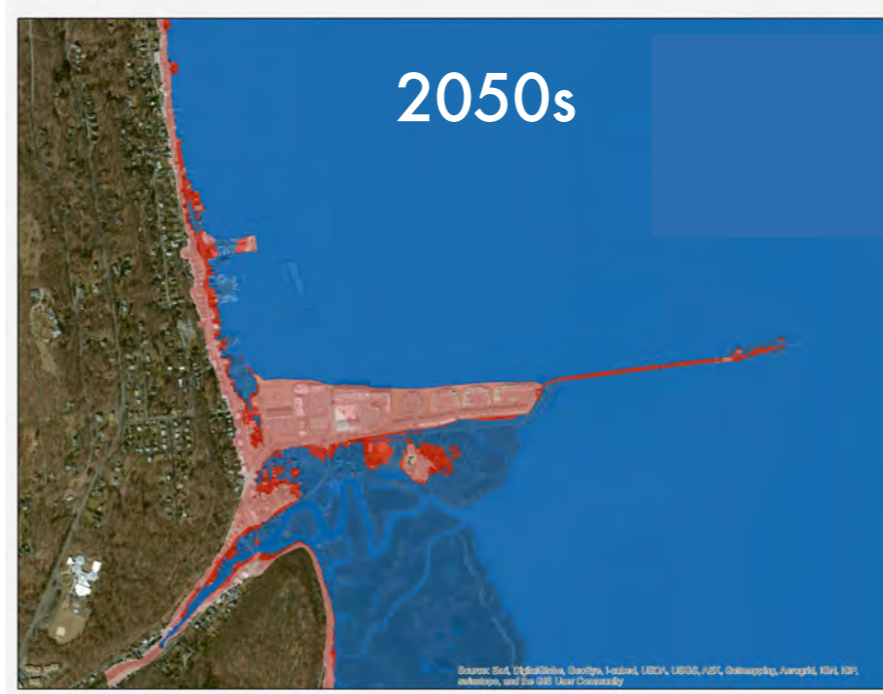 2050s
Source: Esri, DigitalGlobe, GeoEye, i-cubed, USDA, USGS, AEX, Getmapping, Aerogrid, IGN, IGP,
swisstopo, and the GIS User Community